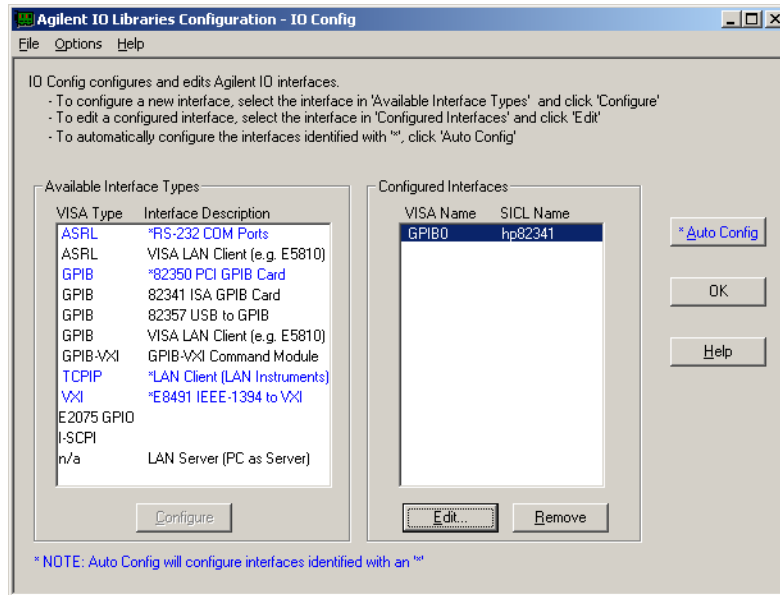 Agilent IO Libraries Configuration - IO Config
File Options Help
IO Config configures and edits Agilent IO interfaces.
- To configure a new interface, select the interface in 'Available Interface Types' and click 'Configure'
- To edit a configured interface, select the interface in 'Configured Interfaces' and click 'Edit'
- To automatically configure the interfaces identified with '*', click 'Auto Config'
Available Interface Types
VISA Type Interface Description
ASRL *RS-232 COM Ports
ASRL VISA LAN Client (e.g. E5810)
GPIB *82350 PCI GPIB Card
GPIB 82341 ISA GPIB Card
GPIB 82357 USB to GPIB
GPIB VISA LAN Client (e.g. E5810)
GPIB-VXI GPIB-VXI Command Module
TCPIP *LAN Client (LAN Instruments)
VXI *E8491 IEEE-1394 to VXI
E2075 GPIO
I-SCPI
n/a LAN Server (PC as Server)
Configure
Configured Interfaces
VISA Name SICL Name
GPIB0 hp82341
Edit... Remove
* Auto Config
OK
Help
* NOTE: Auto Config will configure interfaces identified with an '*'